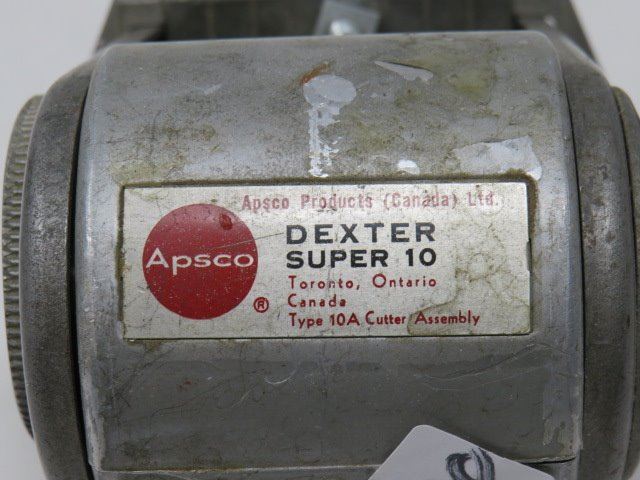 Apsco Products (Canada) Ltd.
Apsco
®
DEXTER
SUPER 10
Toronto, Ontario
Canada
Type 10A Cutter Assembly